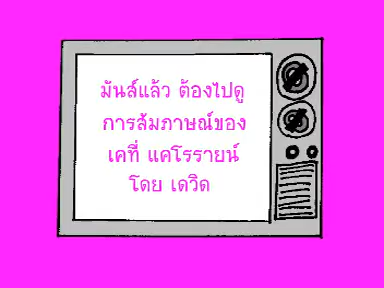 มันส์แล้ว ต้องไปดู
การสัมภาษณ์ของ
เคที่ แคโรรายน์
โดย เดวิด